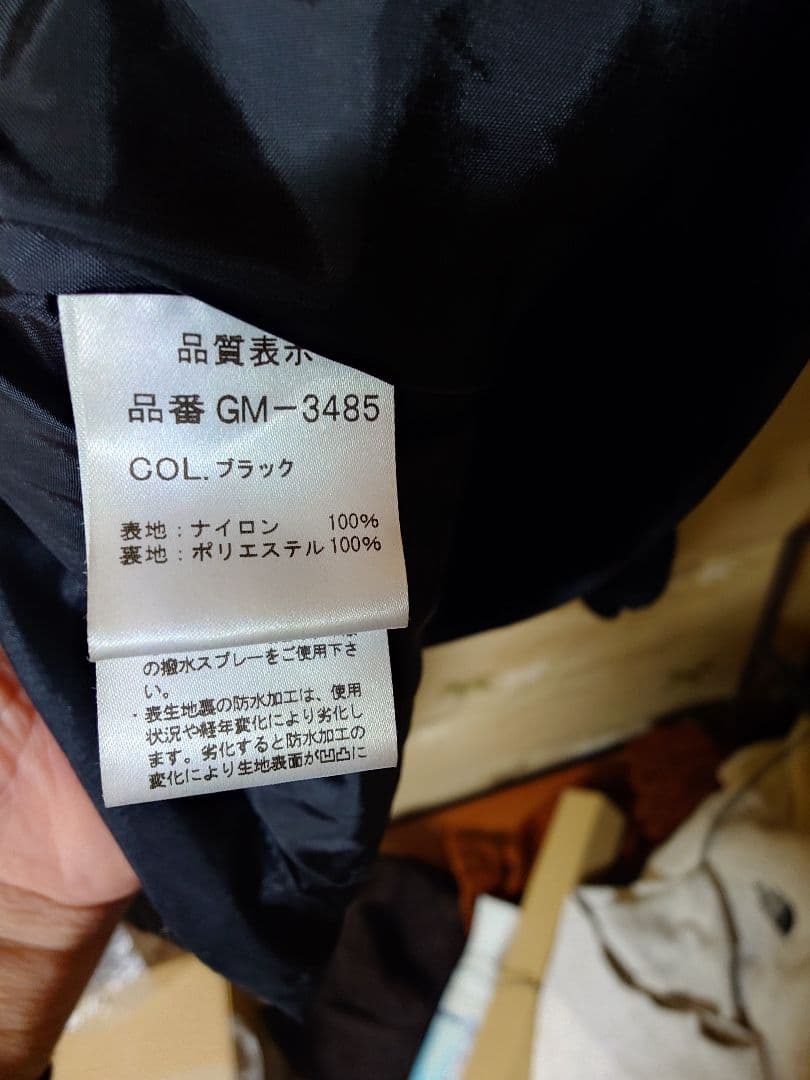 品質表示
品番 GM-3485
COL. ブラック
表地：ナイロン 100%
裏地：ポリエステル 100%
の撥水スプレーをご使用下さ
い。
・表生地裏の防水加工は、使用
状況や経年変化により劣化し
ます。劣化すると防水加工の
変化により生地表面が凹凸に